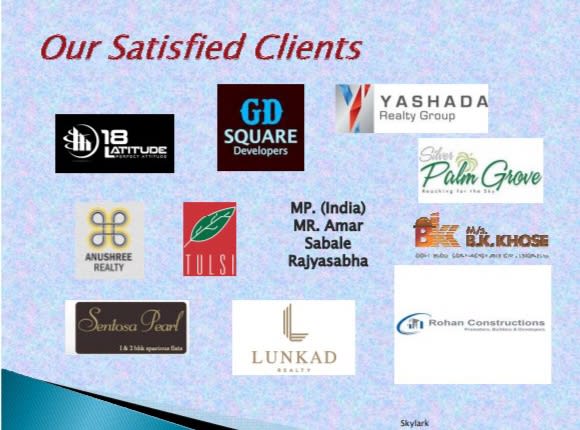 Our Satisfied Clients
18
LATITUDE
PERFECT ATTITUDE
GD
SQUARE
Developers
YASHADA
Realty Group
Silver
Palm Grove
Reaching for the Sky
ANUSHREE
REALTY
TULSI
MP. (India)
MR. Amar
Sabale
Rajyasabha
M/s.
B.K. KHOSE
Sentosa Pearl
1 & 2 bhk spacious flats
LUNKAD
REALTY
Rohan Constructions
Promoters, Builders & Developers
Skylark